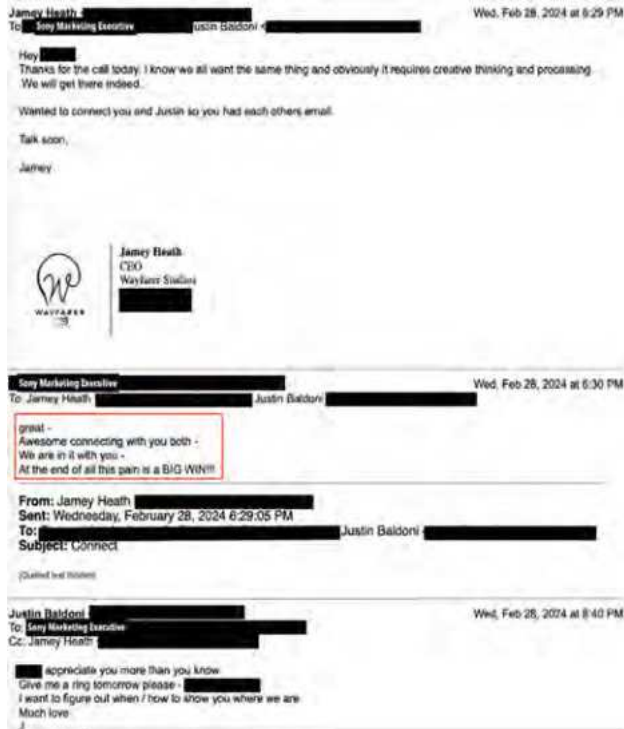 Jamey Heath
Wed, Feb 28, 2024 at 6:29 PM
To: Sony Marketing Executive Justin Baldoni <
Hey
Thanks for the call today. I know we all want the same thing and obviously it requires creative thinking and processing.
We will get there indeed.
Wanted to connect you and Justin so you had each others email.
Talk soon,
Jamey
Jamey Heath
CEO
Wayfarer Studios
WAYFARER
Sony Marketing Executive
Wed, Feb 28, 2024 at 6:30 PM
To: Jamey Heath Justin Baldoni
great -
Awesome connecting with you both -
We are in it with you -
At the end of all this pain is a BIG WIN!!!
From: Jamey Heath
Sent: Wednesday, February 28, 2024 6:29:05 PM
To: Justin Baldoni
Subject: Connect
[Quoted text hidden]
Justin Baldoni
Wed, Feb 28, 2024 at 8:40 PM
To: Sony Marketing Executive
Cc: Jamey Heath
appreciate you more than you know
Give me a ring tomorrow please -
I want to figure out when / how to show you where we are
Much love
J